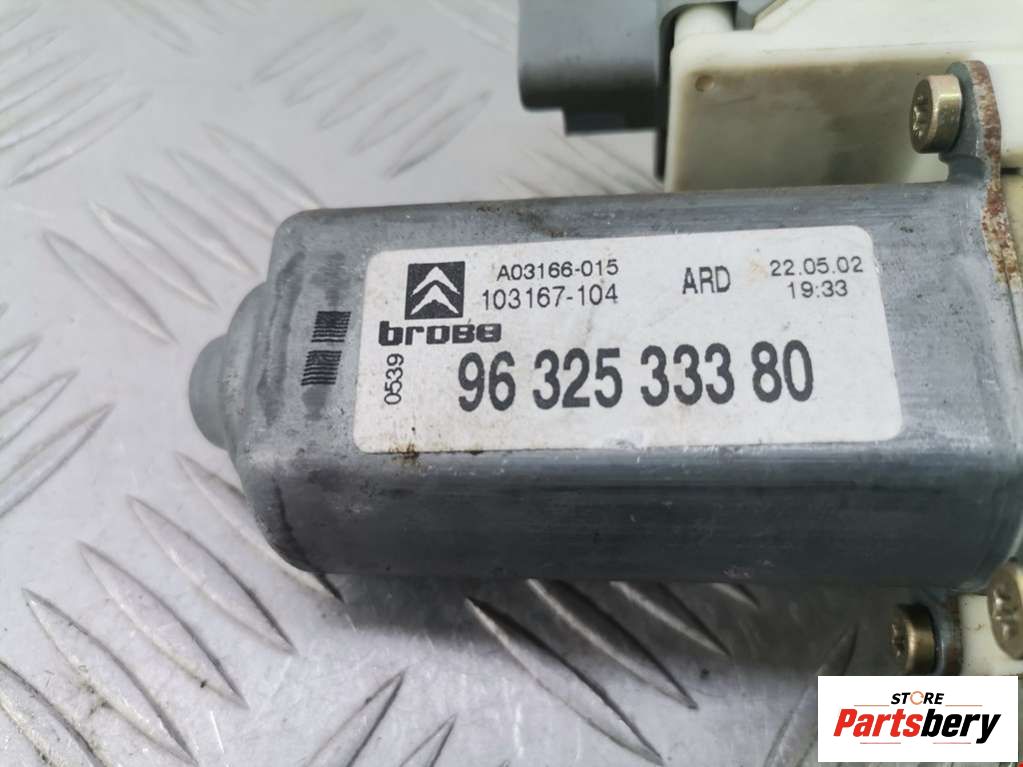 A03166-015
103167-104
ARD
22.05.02
19:33
brose
0539
96 325 333 80
STORE
Partsbery